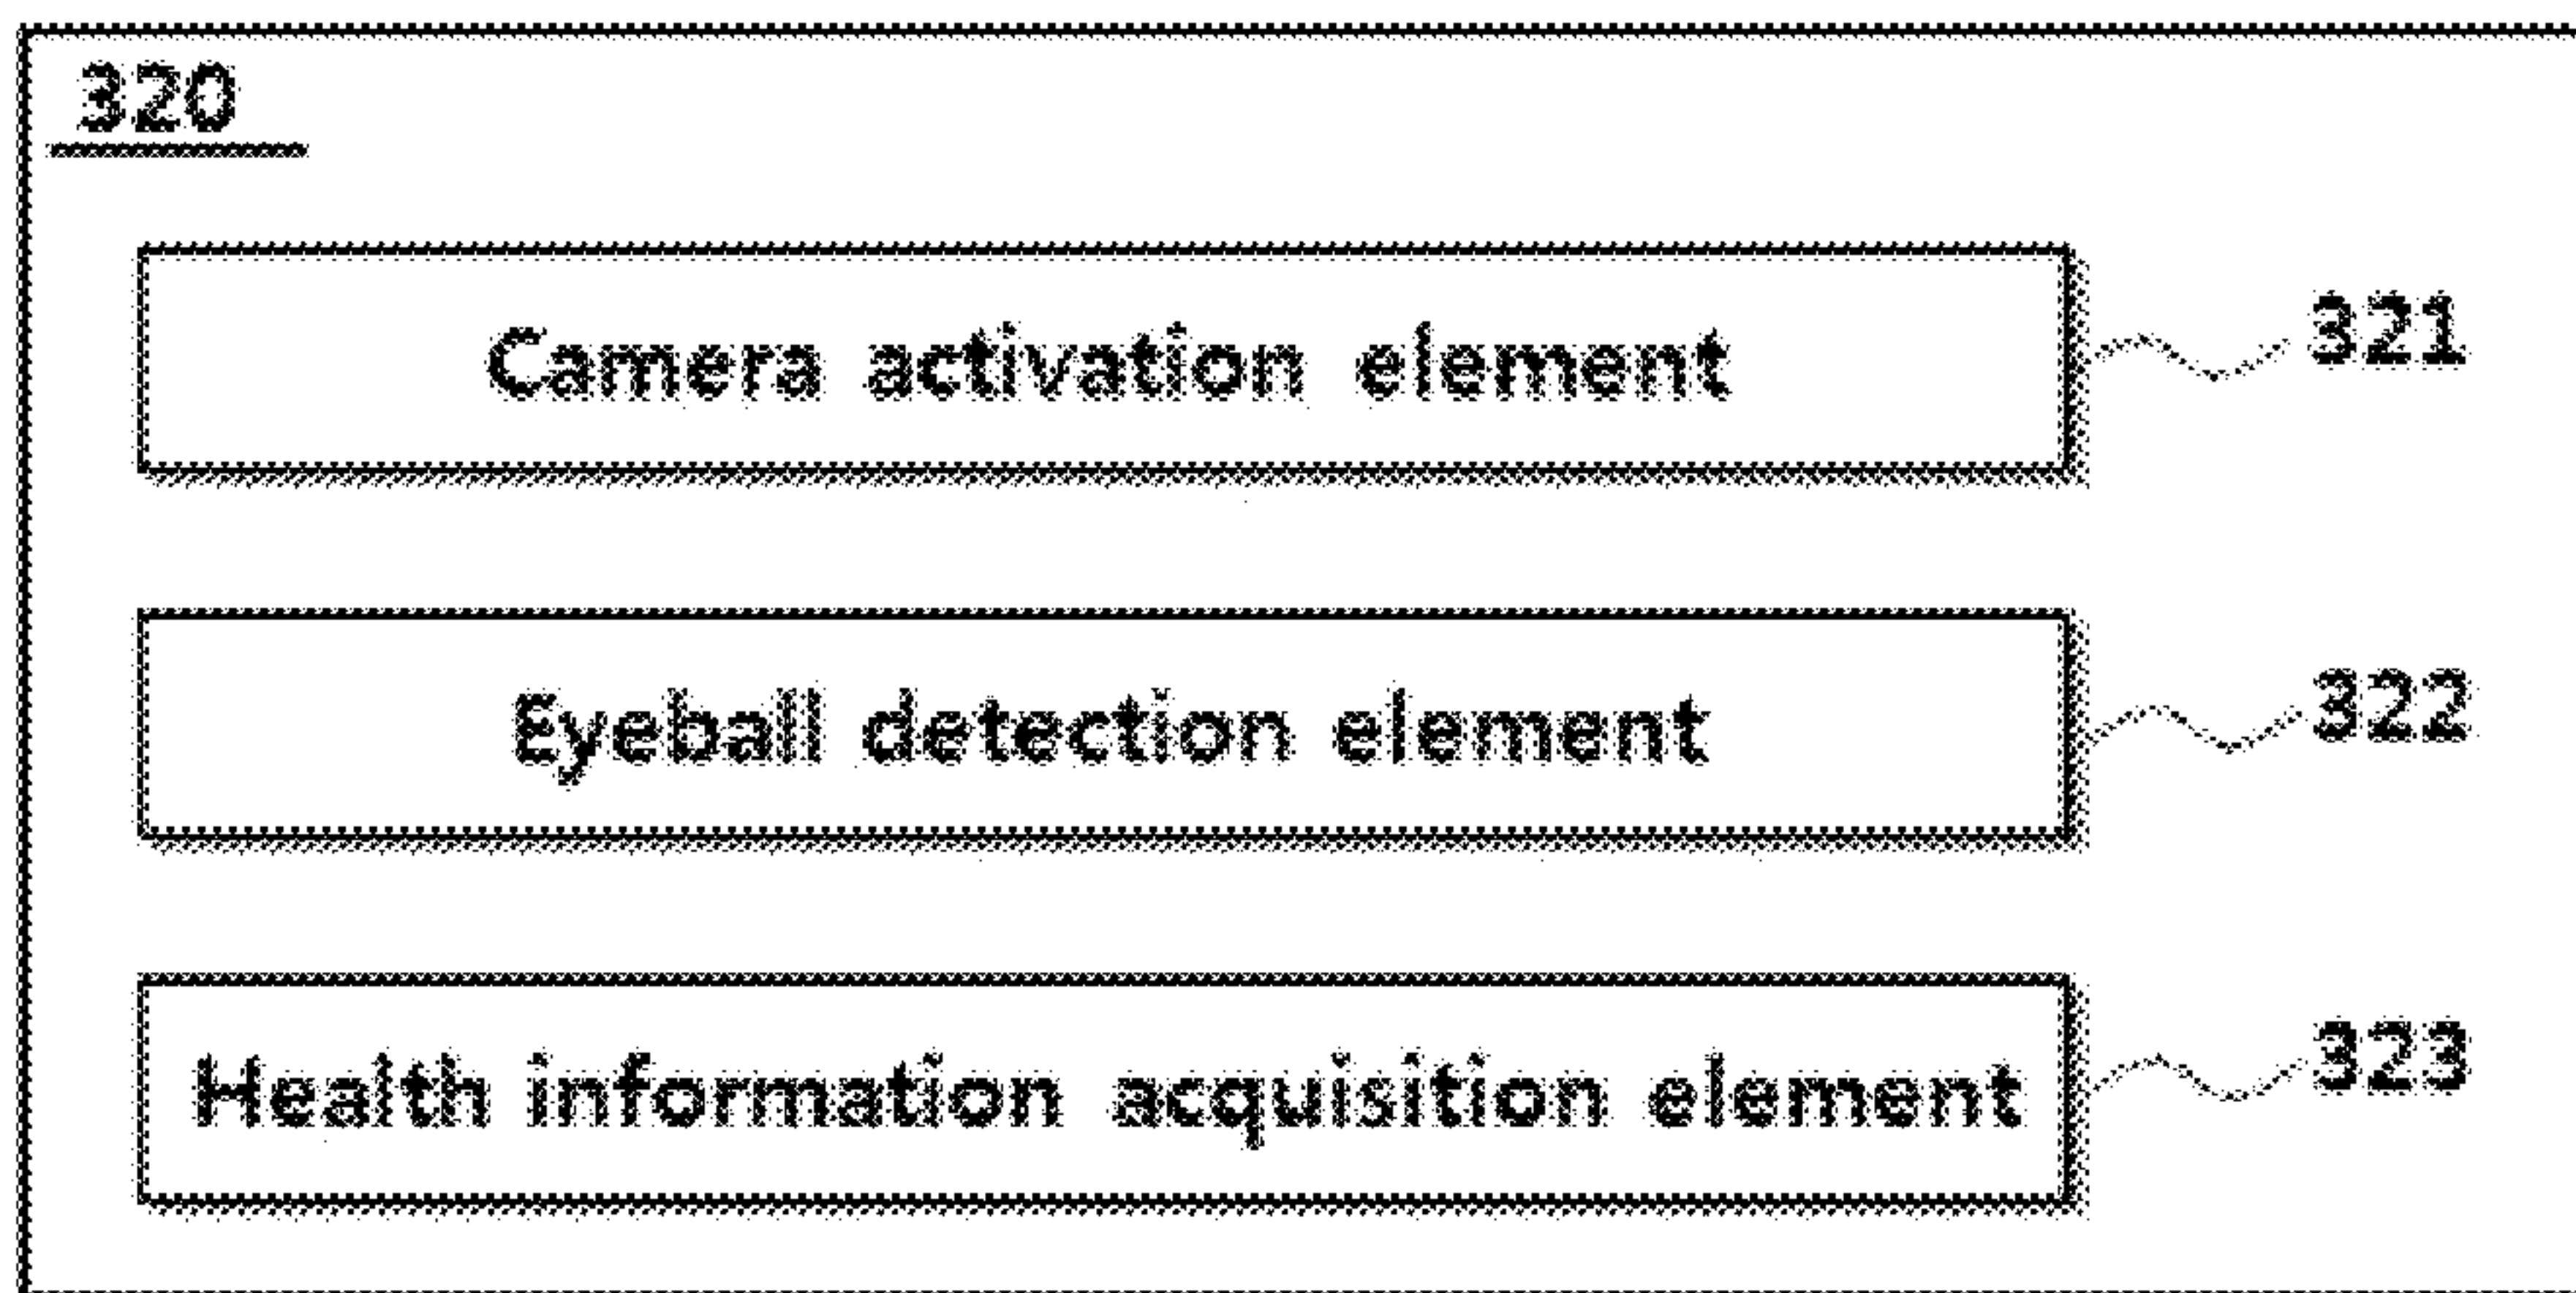 320
Camera activation element 321
Eyeball detection element 322
Health information acquisition element 323